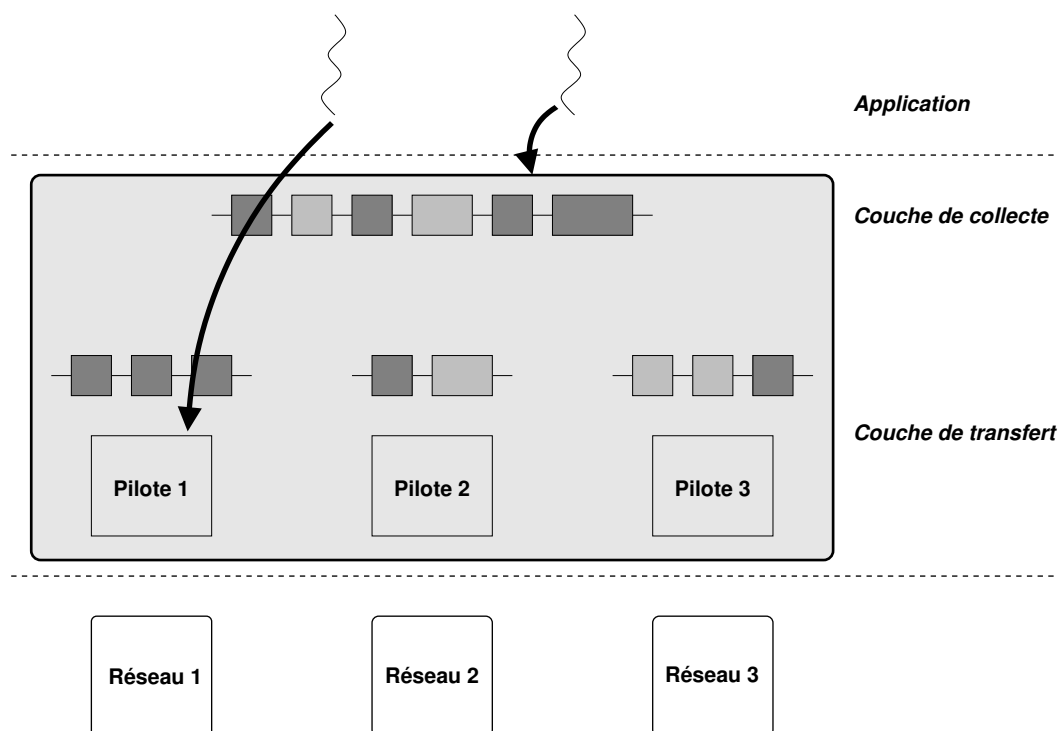 Application
Couche de collecte
Couche de transfert
Pilote 1
Pilote 2
Pilote 3
Réseau 1
Réseau 2
Réseau 3